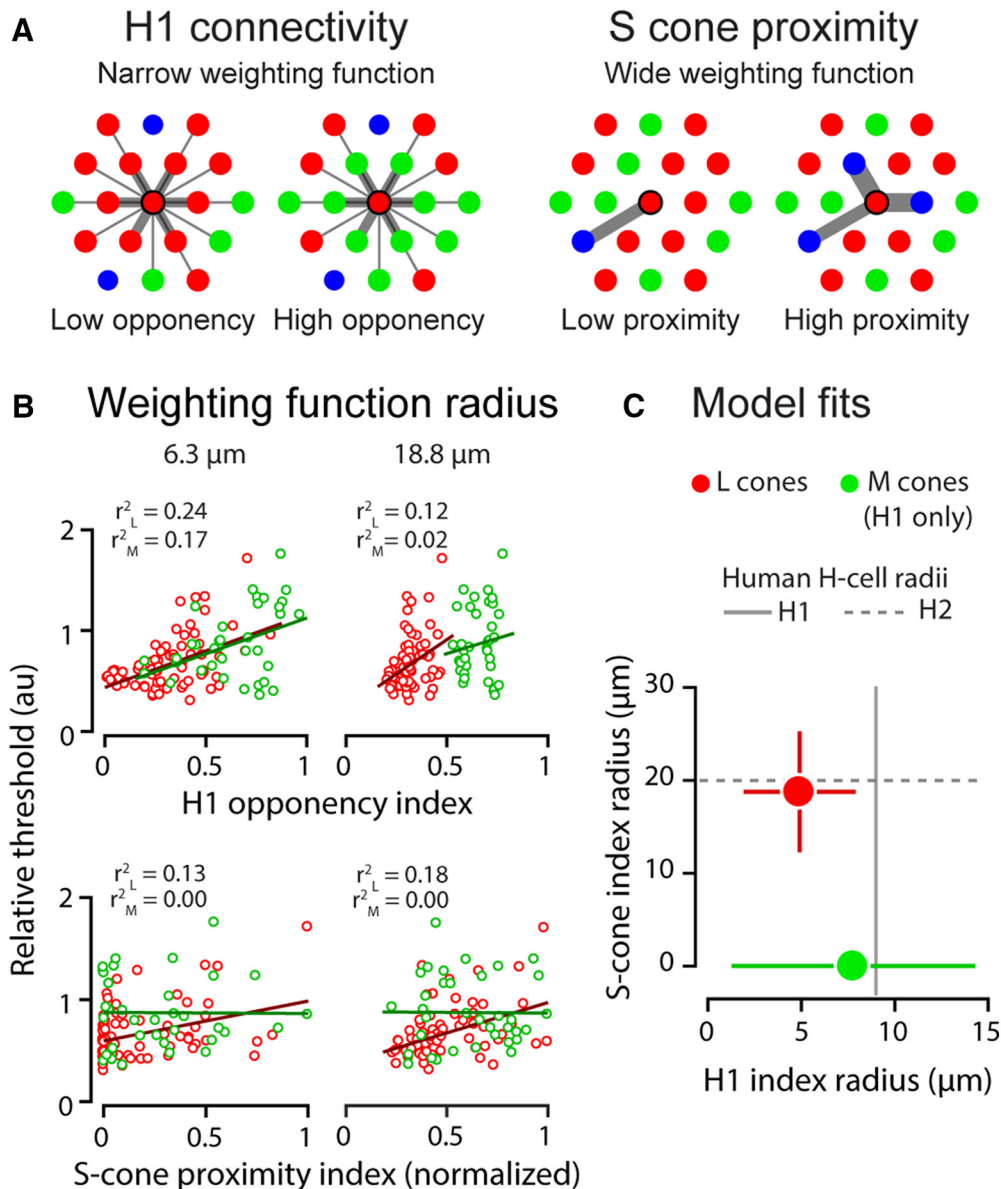 A
H1 connectivity
Narrow weighting function
Low opponency
High opponency
S cone proximity
Wide weighting function
Low proximity
High proximity
B
Weighting function radius
6.3 µm
18.8 µm
r²L = 0.24
r²M = 0.17
r²L = 0.12
r²M = 0.02
2
1
0
0
0.5
1
0
0.5
1
H1 opponency index
Relative threshold (au)
r²L = 0.13
r²M = 0.00
r²L = 0.18
r²M = 0.00
2
1
0
0
0.5
1
0
0.5
1
S-cone proximity index (normalized)
C
Model fits
L cones
M cones
(H1 only)
Human H-cell radii
H1
H2
S-cone index radius (µm)
30
20
10
0
0
5
10
15
H1 index radius (µm)